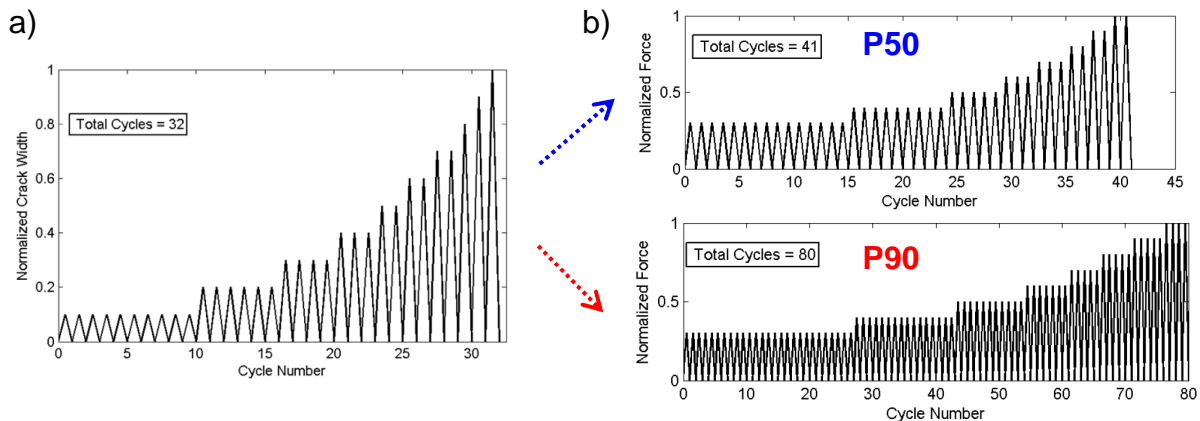 a)
Normalized Crack Width
1
0.8
0.6
0.4
0.2
0
Total Cycles = 32
0 5 10 15 20 25 30
Cycle Number
b)
Normalized Force
1
0.5
0
Total Cycles = 41
P50
0 5 10 15 20 25 30 35 40 45
Cycle Number
Normalized Force
1
0.5
0
Total Cycles = 80
P90
0 10 20 30 40 50 60 70 80
Cycle Number